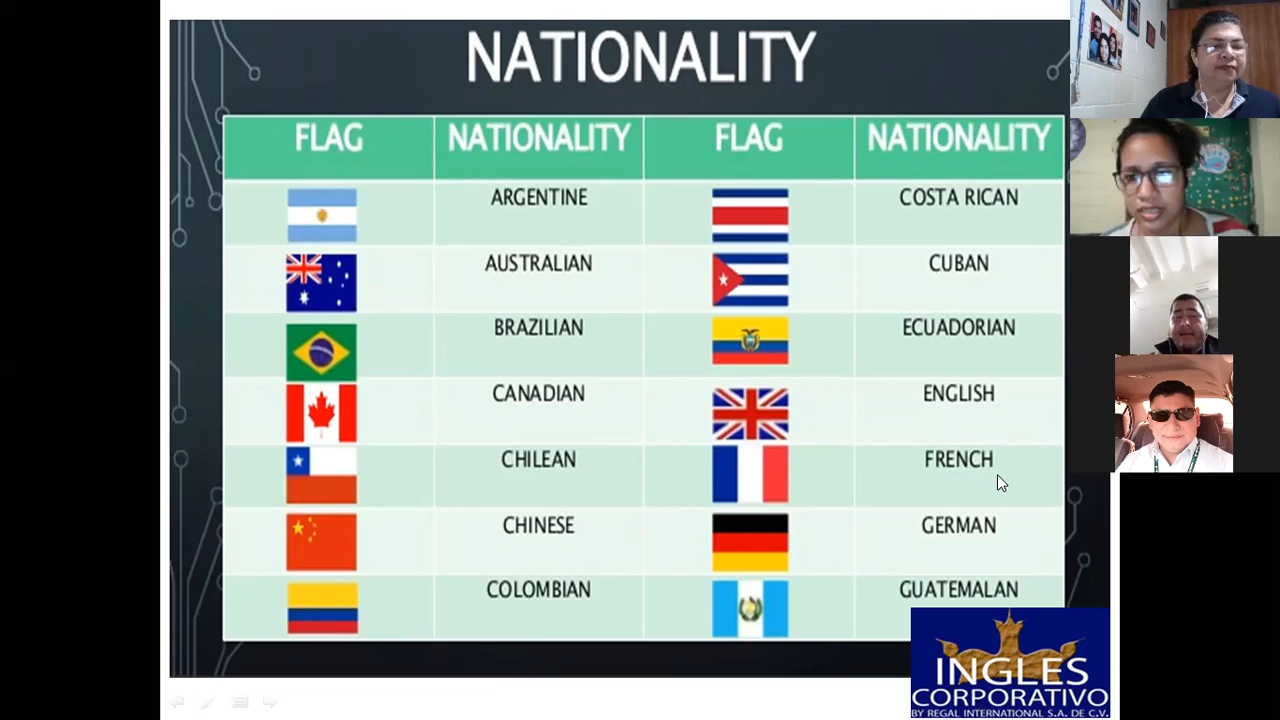 NATIONALITY
FLAG NATIONALITY FLAG NATIONALITY
ARGENTINE COSTA RICAN
AUSTRALIAN CUBAN
BRAZILIAN ECUADORIAN
CANADIAN ENGLISH
CHILEAN FRENCH
CHINESE GERMAN
COLOMBIAN GUATEMALAN
INGLES
CORPORATIVO
BY REGAL INTERNATIONAL S.A. DE C.V.